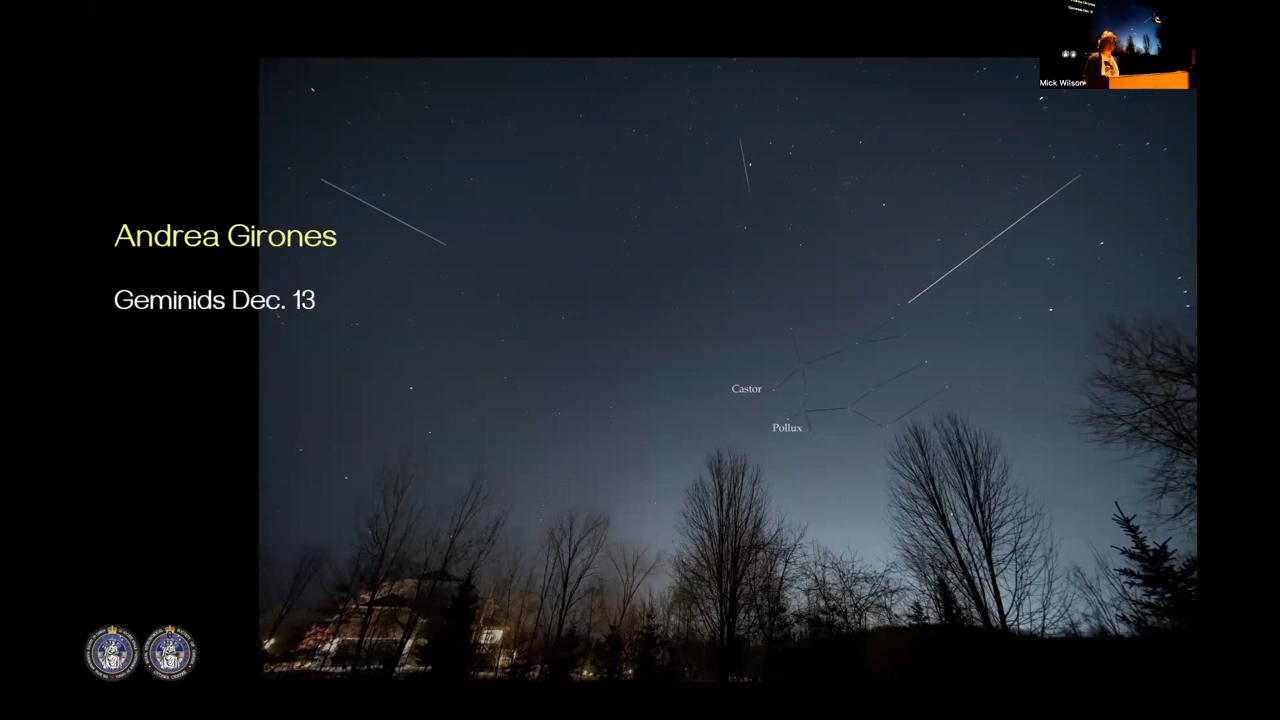 Andrea Girones
Geminids Dec. 13
Mick Wilson
Castor
Pollux